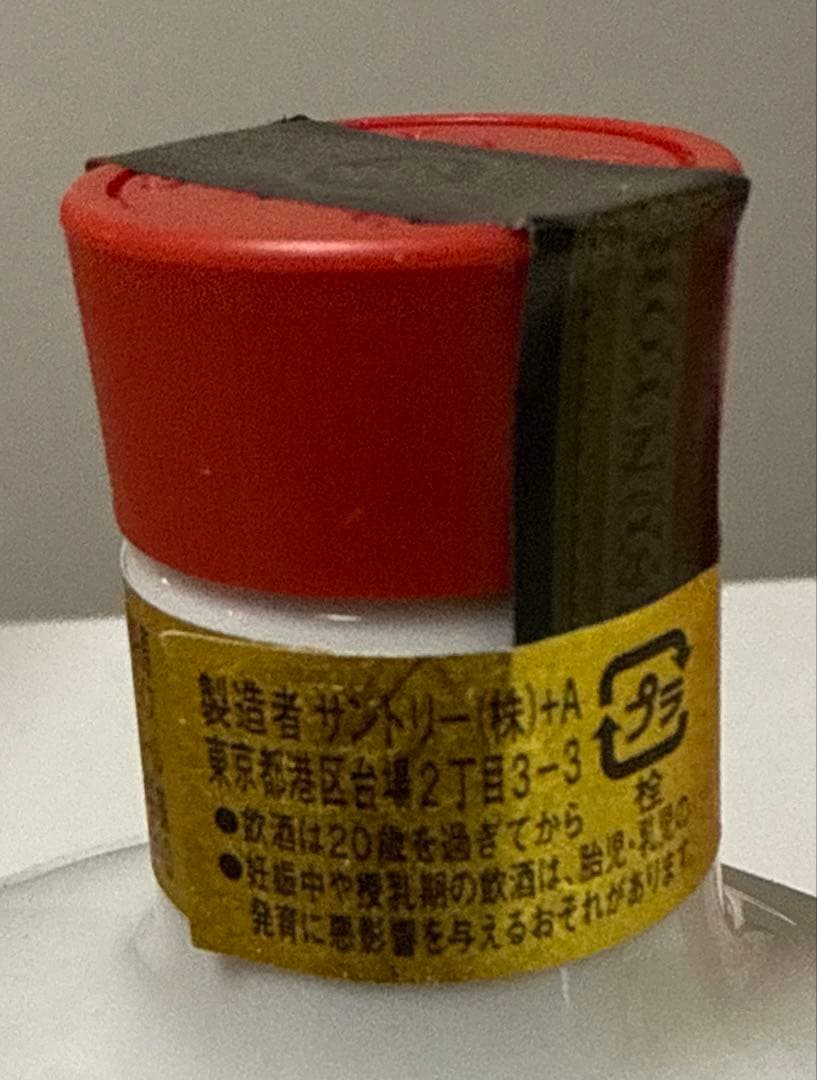 製造者 サントリー(株)+A
東京都港区台場2丁目3-3
プラ
栓
●飲酒は20歳を過ぎてから
●妊娠中や授乳期の飲酒は、胎児・乳児の
発育に悪影響を与えるおそれがあります